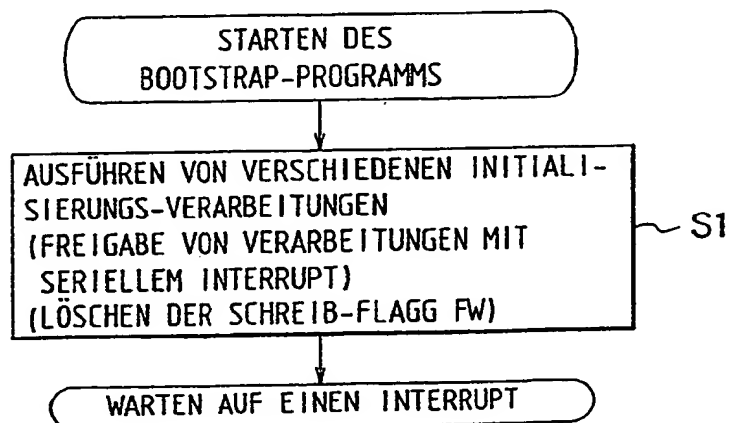 STARTEN DES
BOOTSTRAP-PROGRAMMS
AUSFÜHREN VON VERSCHIEDENEN INITIALI-
SIERUNGS-VERARBEITUNGEN
(FREIGABE VON VERARBEITUNGEN MIT
SERIELLEM INTERRUPT)
(LÖSCHEN DER SCHREIB-FLAGG FW)
S1
WARTEN AUF EINEN INTERRUPT